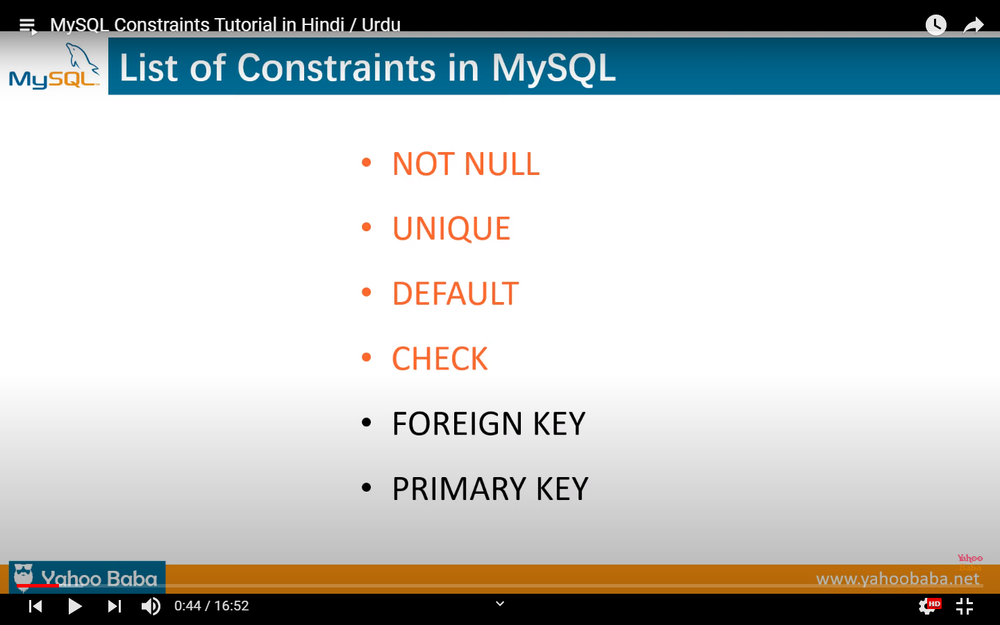 MySQL Constraints Tutorial in Hindi / Urdu
MySQL™
List of Constraints in MySQL
• NOT NULL
• UNIQUE
• DEFAULT
• CHECK
• FOREIGN KEY
• PRIMARY KEY
Yahoo
Baba
Yahoo Baba
www.yahoobaba.net
0:44 / 16:52
HD